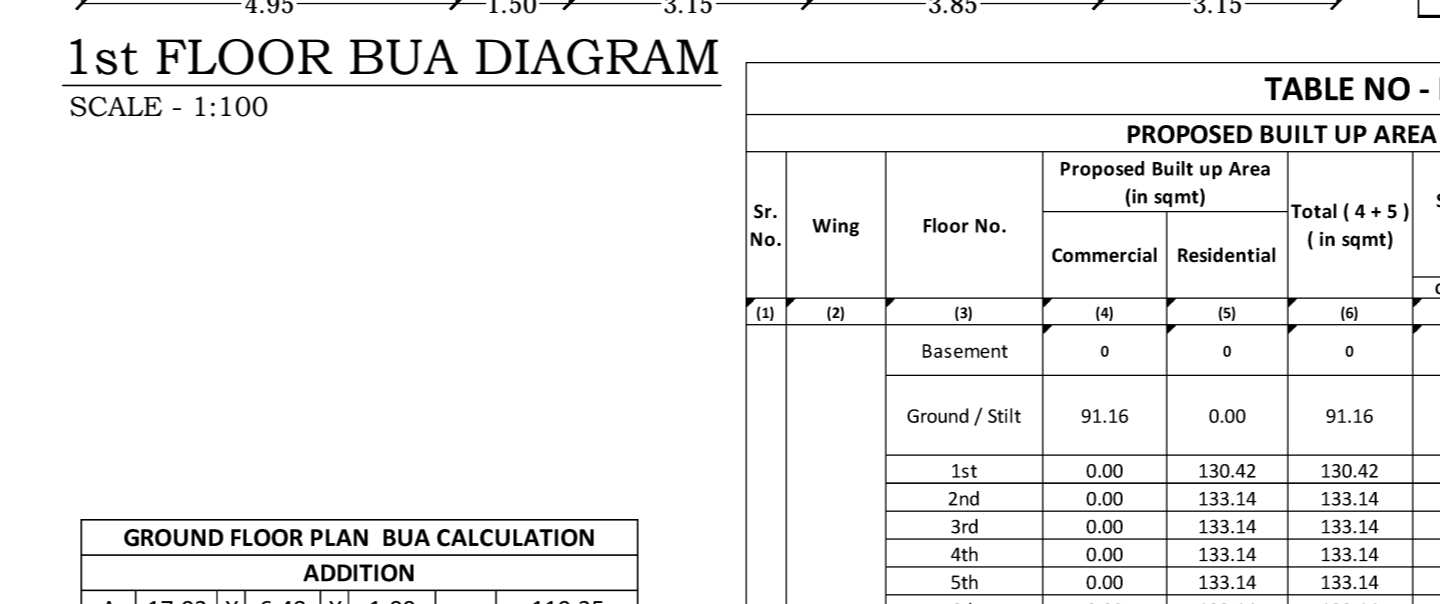 4.95 1.50 3.15 3.85 3.15
1st FLOOR BUA DIAGRAM
SCALE - 1:100
TABLE NO -
PROPOSED BUILT UP AREA
Sr. No. Wing Floor No. Proposed Built up Area (in sqmt) Total ( 4 + 5 ) ( in sqmt)
Commercial Residential
(1) (2) (3) (4) (5) (6)
Basement 0 0 0
Ground / Stilt 91.16 0.00 91.16
1st 0.00 130.42 130.42
2nd 0.00 133.14 133.14
3rd 0.00 133.14 133.14
4th 0.00 133.14 133.14
5th 0.00 133.14 133.14
GROUND FLOOR PLAN BUA CALCULATION
ADDITION